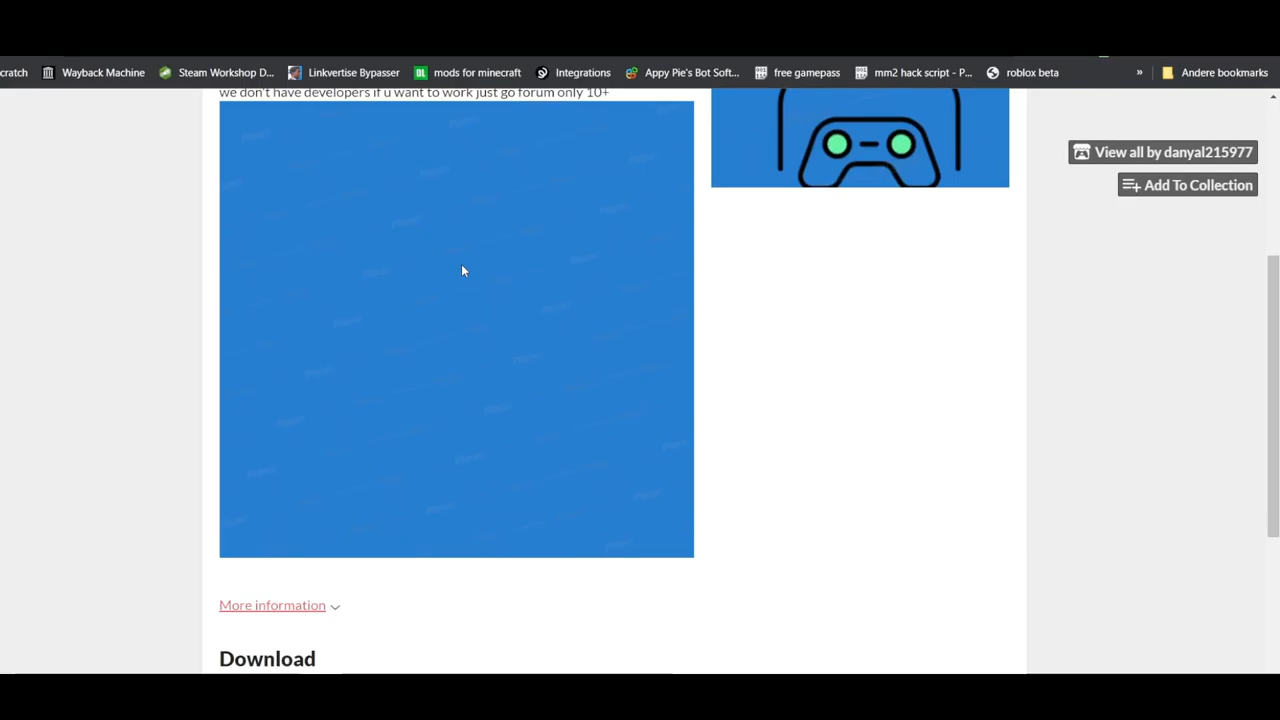 cratch
Wayback Machine
Steam Workshop D...
Linkvertise Bypasser
mods for minecraft
Integrations
Appy Pie's Bot Soft...
free gamepass
mm2 hack script - P...
roblox beta
»
Andere bookmarks
we don't have developers if u want to work just go forum only 10+
View all by danyal215977
Add To Collection
More information
Download